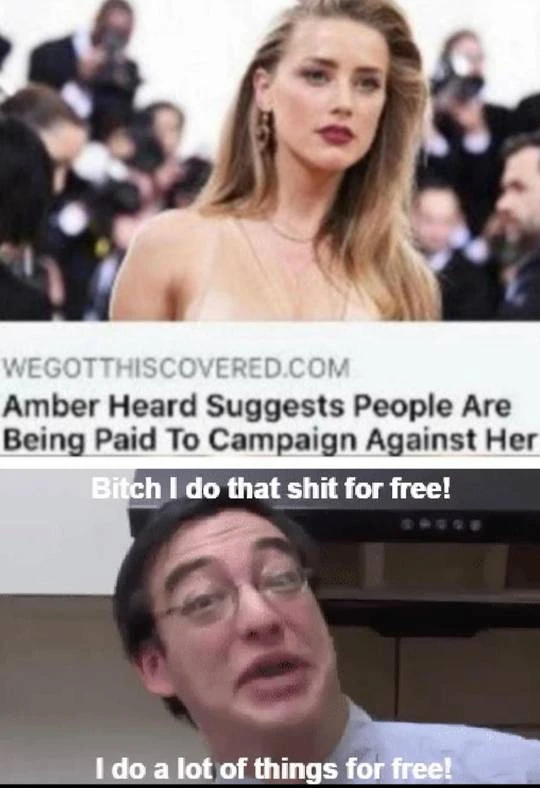 WEGOTTHISCOVERED.COM
Amber Heard Suggests People Are
Being Paid To Campaign Against Her
Bitch I do that shit for free!
I do a lot of things for free!